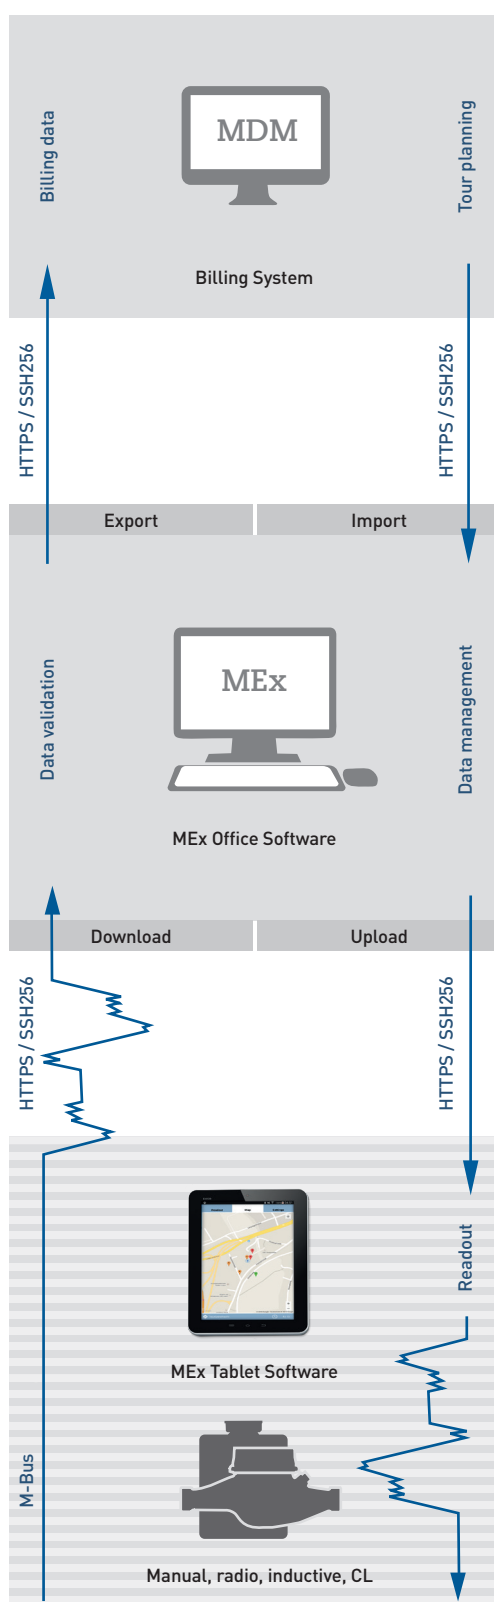 MDM
Billing data
Tour planning
Billing System
HTTPS / SSH256
HTTPS / SSH256
Export
Import
MEx
Data validation
Data management
MEx Office Software
Download
Upload
HTTPS / SSH256
HTTPS / SSH256
Readout
MEx Tablet Software
M-Bus
Manual, radio, inductive, CL